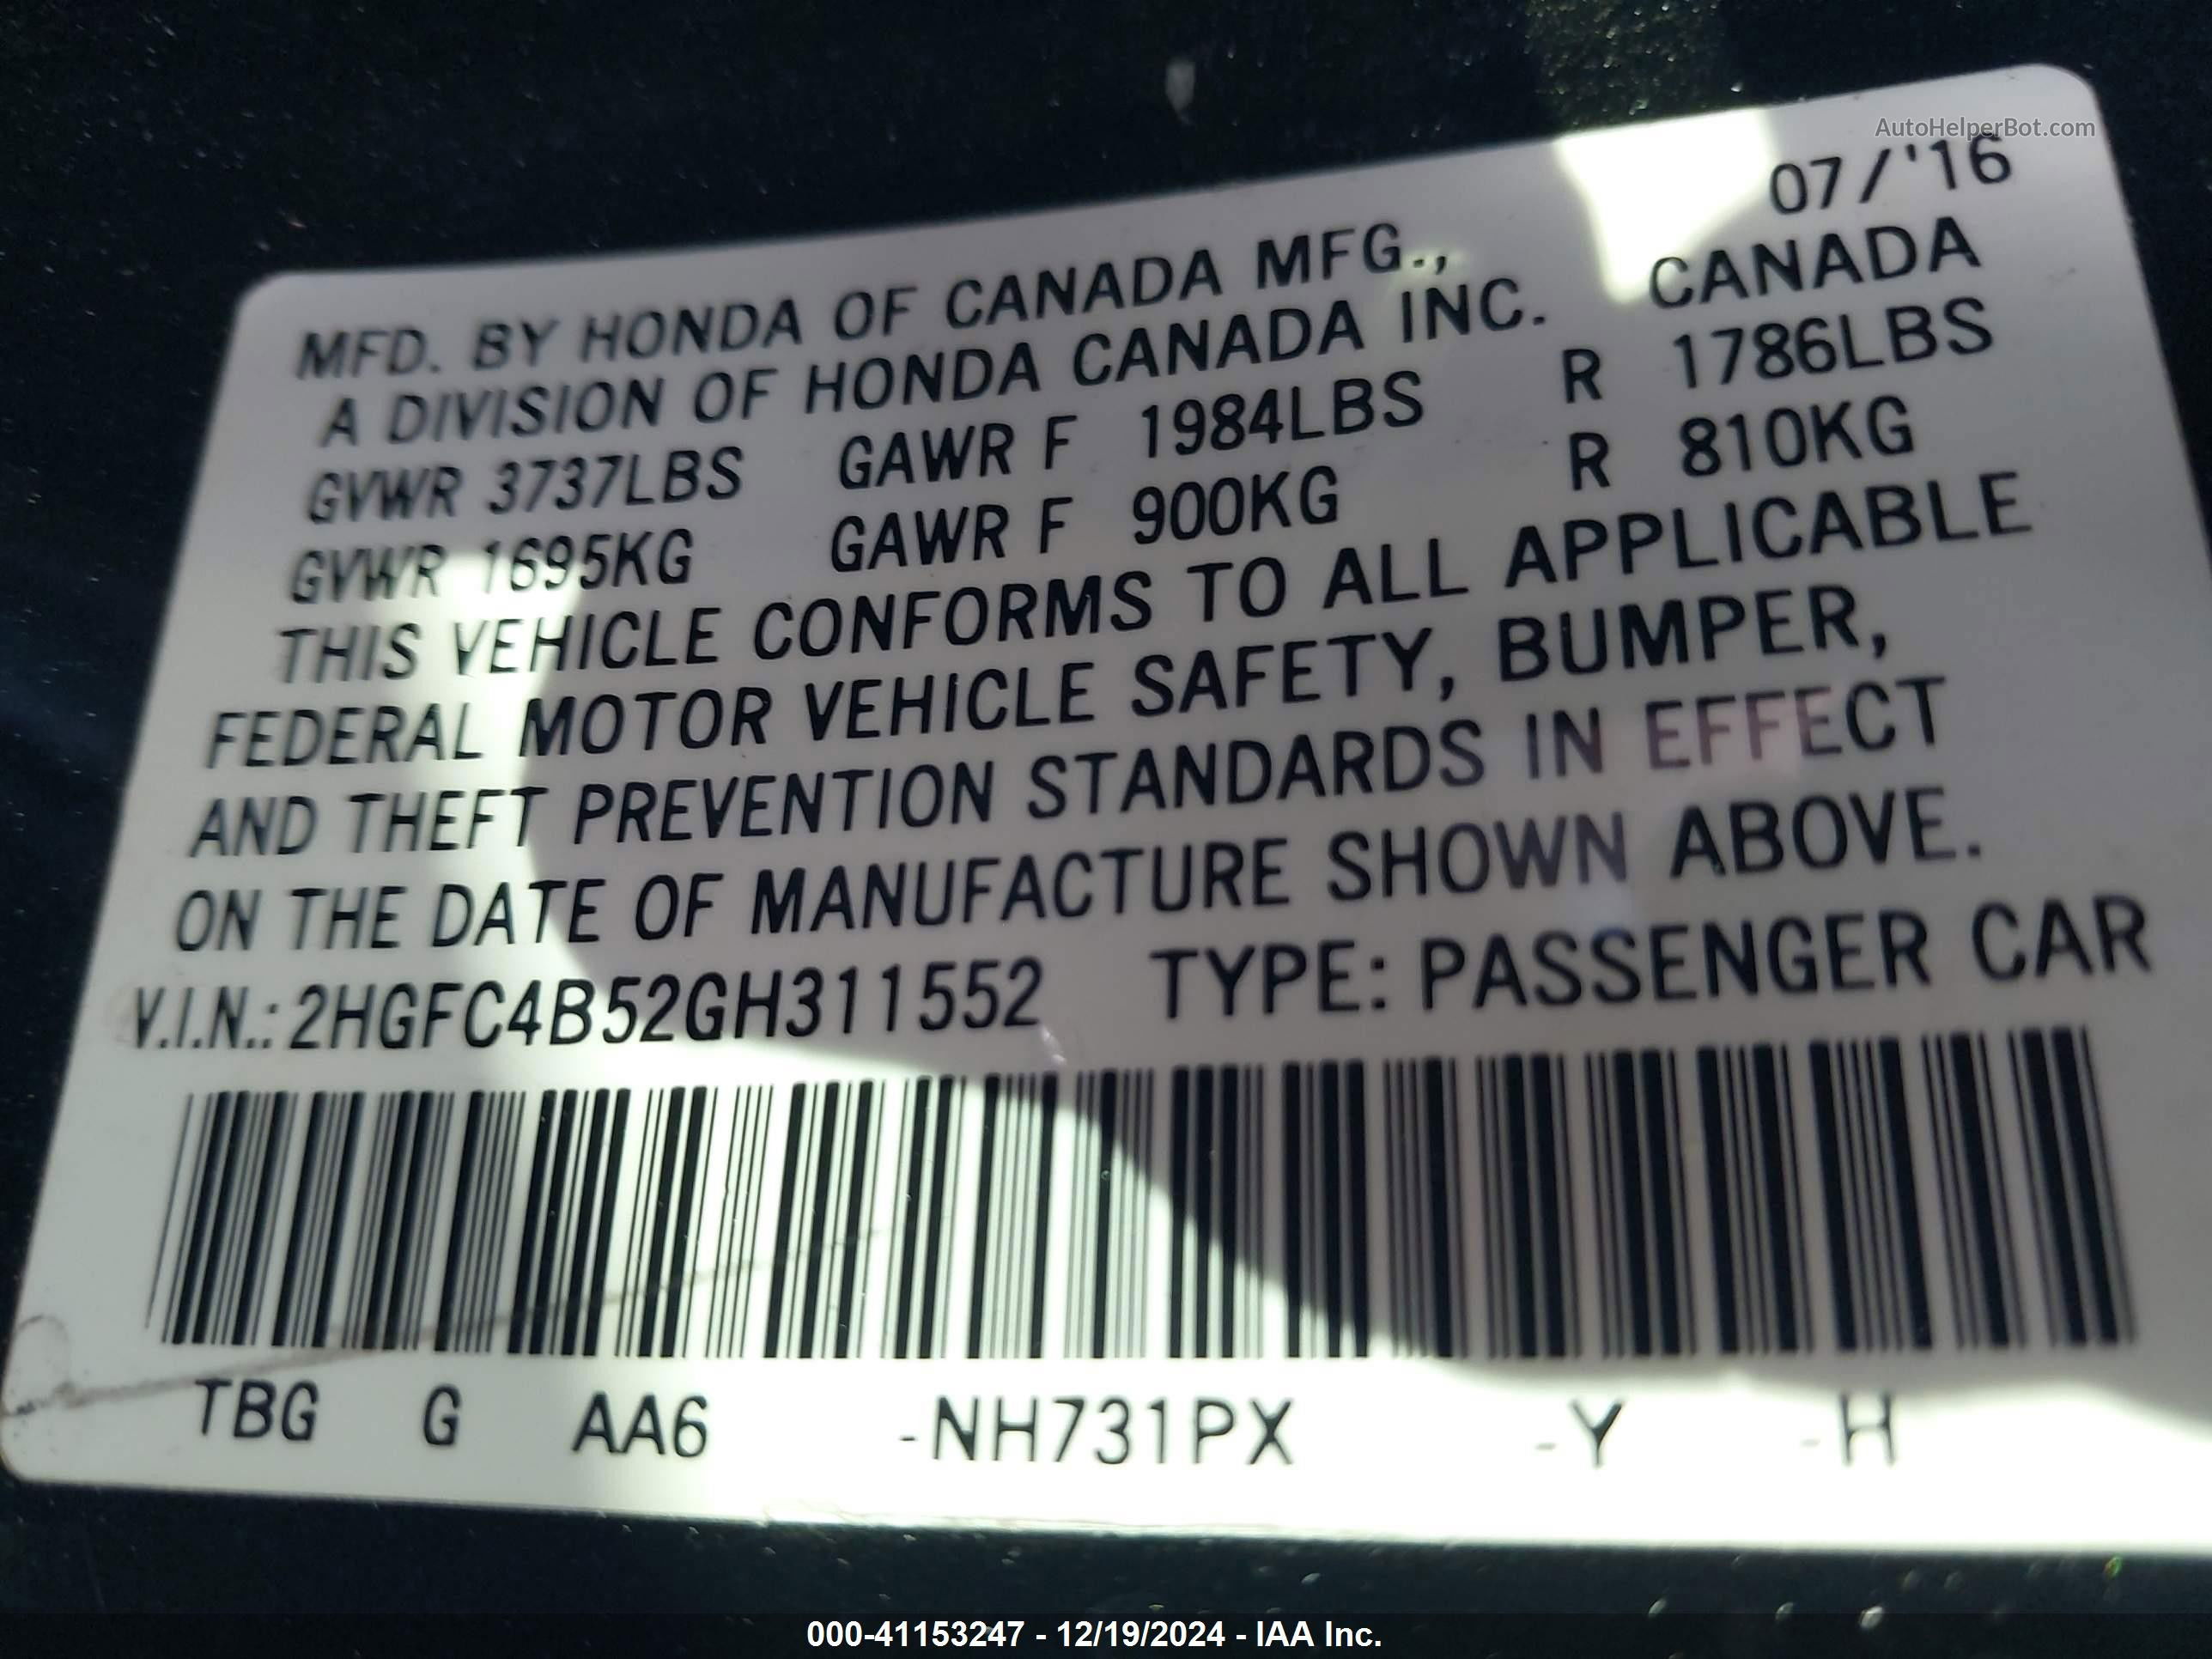 AutoHelperBot.com
07/'16
MFD. BY HONDA OF CANADA MFG.,
A DIVISION OF HONDA CANADA INC. CANADA
GVWR 3737LBS GAWR F 1984LBS R 1786LBS
GVWR 1695KG GAWR F 900KG R 810KG
THIS VEHICLE CONFORMS TO ALL APPLICABLE
FEDERAL MOTOR VEHICLE SAFETY, BUMPER,
AND THEFT PREVENTION STANDARDS IN EFFECT
ON THE DATE OF MANUFACTURE SHOWN ABOVE.
V.I.N.: 2HGFC4B52GH311552 TYPE: PASSENGER CAR
TBG G AA6 -NH731PX -Y -H
000-41153247 - 12/19/2024 - IAA Inc.